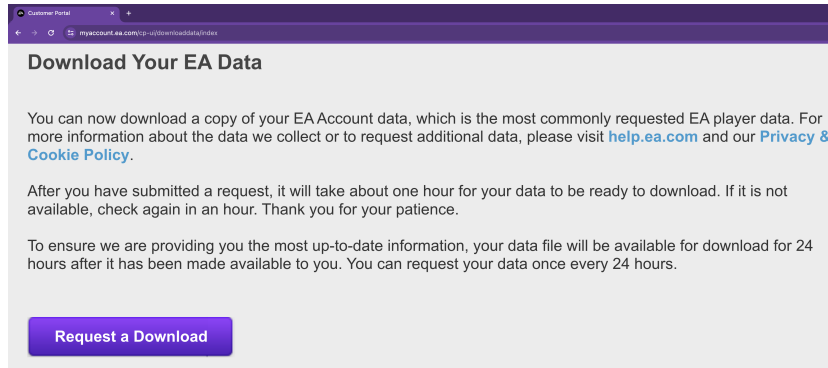 Customer Portal
myaccount.ea.com/cp-ui/downloaddata/index
Download Your EA Data
You can now download a copy of your EA Account data, which is the most commonly requested EA player data. For
more information about the data we collect or to request additional data, please visit help.ea.com and our Privacy &
Cookie Policy.
After you have submitted a request, it will take about one hour for your data to be ready to download. If it is not
available, check again in an hour. Thank you for your patience.
To ensure we are providing you the most up-to-date information, your data file will be available for download for 24
hours after it has been made available to you. You can request your data once every 24 hours.
Request a Download